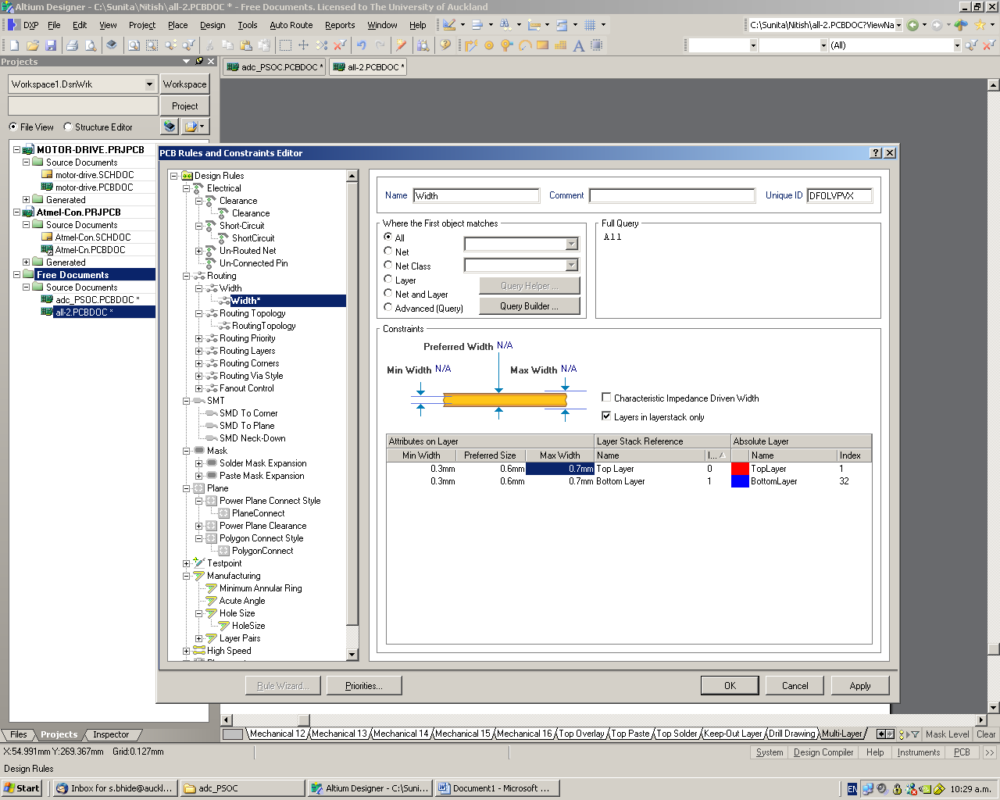 Altium Designer - C:\Sunita\Nitish\all-2.PCBDOC * - Free Documents. Licensed to The University of Auckland
DXP File Edit View Project Place Design Tools Auto Route Reports Window Help C:\Sunita\Nitish\all-2.PCBDOC?ViewNa
(All)
Projects
adc_PSOC.PCBDOC * all-2.PCBDOC *
Workspace1.DsnWrk Workspace
Project
File View Structure Editor
MOTOR-DRIVE.PRJPCB
Source Documents
motor-drive.SCHDOC
motor-drive.PCBDOC
Generated
Atmel-Con.PRJPCB
Source Documents
Atmel-Con.SCHDOC
Atmel-Cn.PCBDOC
Generated
Free Documents
Source Documents
adc_PSOC.PCBDOC *
all-2.PCBDOC *
PCB Rules and Constraints Editor
Design Rules
Electrical
Clearance
Clearance
Short-Circuit
ShortCircuit
Un-Routed Net
Un-Connected Pin
Routing
Width
Width*
Routing Topology
RoutingTopology
Routing Priority
Routing Layers
Routing Corners
Routing Via Style
Fanout Control
SMT
SMD To Corner
SMD To Plane
SMD Neck-Down
Mask
Solder Mask Expansion
Paste Mask Expansion
Plane
Power Plane Connect Style
PlaneConnect
Power Plane Clearance
Polygon Connect Style
PolygonConnect
Testpoint
Manufacturing
Minimum Annular Ring
Acute Angle
Hole Size
HoleSize
Layer Pairs
High Speed
Name Width Comment Unique ID DFOLVPVX
Where the First object matches
All
Net
Net Class
Layer
Net and Layer
Advanced (Query)
Query Helper ...
Query Builder ...
Full Query
All
Constraints
Preferred Width N/A
Min Width N/A Max Width N/A
Characteristic Impedance Driven Width
Layers in layerstack only
Attributes on Layer Layer Stack Reference Absolute Layer
Min Width Preferred Size Max Width Name I... Name Index
0.3mm 0.6mm 0.7mm Top Layer 0 TopLayer 1
0.3mm 0.6mm 0.7mm Bottom Layer 1 BottomLayer 32
Rule Wizard... Priorities... OK Cancel Apply
Files Projects Inspector
Mechanical 12 Mechanical 13 Mechanical 14 Mechanical 15 Mechanical 16 Top Overlay Top Paste Top Solder Keep-Out Layer Drill Drawing Multi-Layer Mask Level Clear
X:54.991mm Y:269.367mm Grid:0.127mm System Design Compiler Help Instruments PCB >>
Design Rules
Start Inbox for s.bhide@auckl... adc_PSOC Altium Designer - C:\Suni... Document1 - Microsoft ... EN 10:29 a.m.